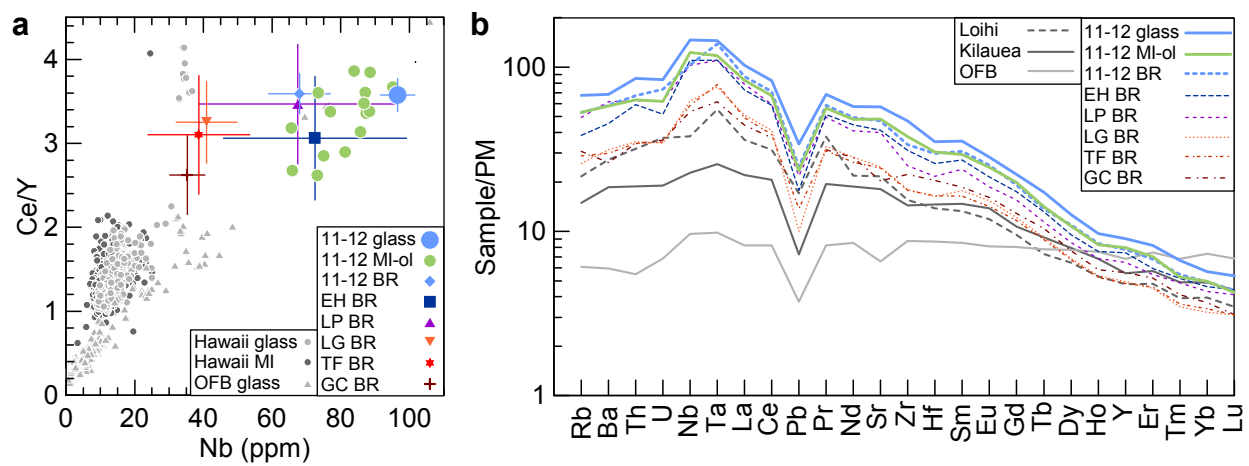 a
4
3
2
1
0
Ce/Y
0
20
40
60
80
100
Nb (ppm)
Hawaii glass
Hawaii MI
OFB glass
11-12 glass
11-12 MI-ol
11-12 BR
EH BR
LP BR
LG BR
TF BR
GC BR
b
100
10
1
Sample/PM
Loihi
Kilauea
OFB
11-12 glass
11-12 MI-ol
11-12 BR
EH BR
LP BR
LG BR
TF BR
GC BR
Rb
Ba
Th
U
Nb
Ta
La
Ce
Pb
Pr
Nd
Sr
Zr
Hf
Sm
Eu
Gd
Tb
Dy
Ho
Y
Er
Tm
Yb
Lu